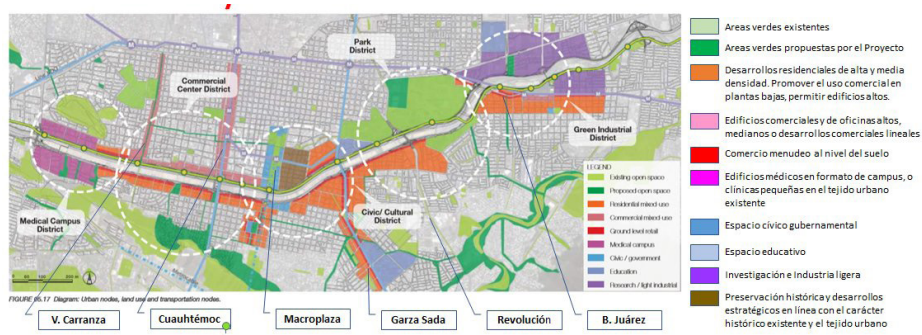 Park
District
Commercial
Center District
Green Industrial
District
Medical Campus
District
Civic/ Cultural
District
LEGEND
Existing open space
Proposed open space
Residential mixed use
Commercial mixed use
Ground level retail
Medical campus
Civic / government
Education
Research / light industrial
FIGURE 05.17 Diagram: Urban nodes, land use and transportation nodes.
V. Carranza
Cuauhtémoc
Macroplaza
Garza Sada
Revolución
B. Juárez
Areas verdes existentes
Areas verdes propuestas por el Proyecto
Desarrollos residenciales de alta y media
densidad. Promover el uso comercial en
plantas bajas, permitir edificios altos.
Edificios comerciales y de oficinas altos,
medianos o desarrollos comerciales líneales
Comercio menudeo al nivel del suelo
Edificios médicos en formato de campus, o
clínicas pequeñas en el tejido urbano
existente
Espacio cívico gubernamental
Espacio educativo
Investigación e Industria ligera
Preservación histórica y desarrollos
estratégicos en línea con el carácter
histórico existente y el tejido urbano